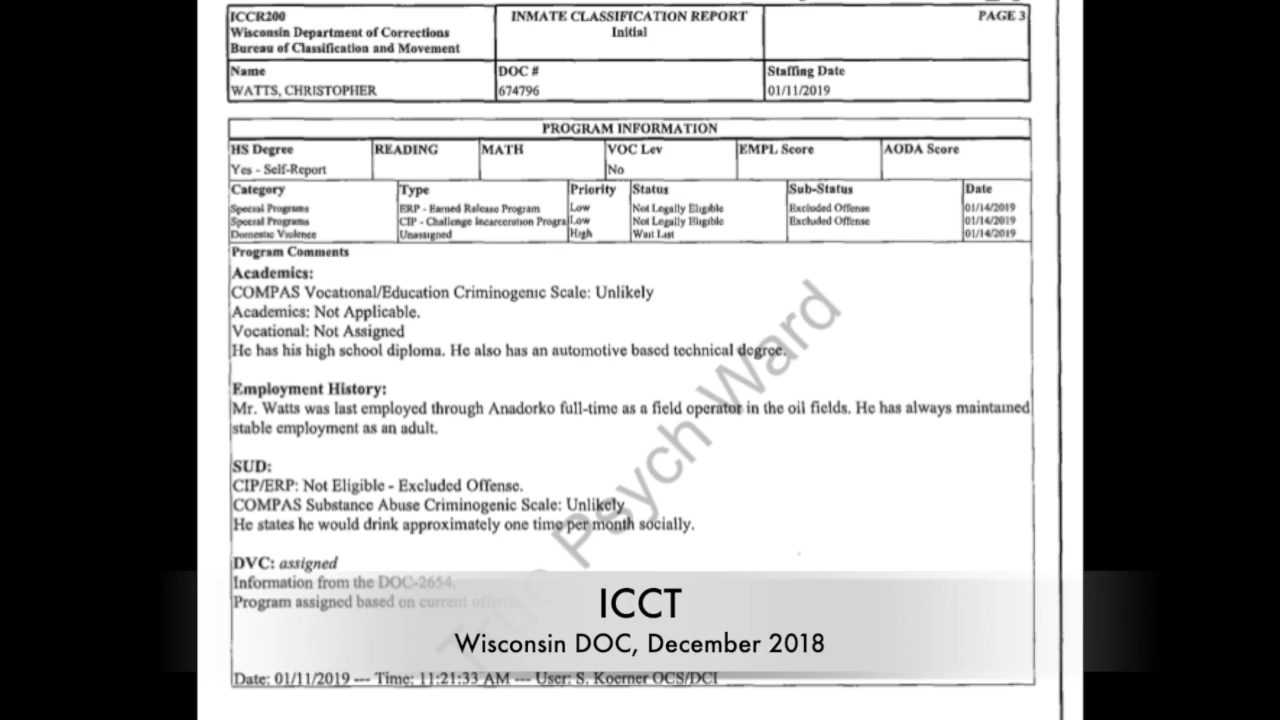 ICCR200
Wisconsin Department of Corrections
Bureau of Classification and Movement
INMATE CLASSIFICATION REPORT
Initial
PAGE 3
Name
WATTS, CHRISTOPHER
DOC #
674796
Staffing Date
01/11/2019
PROGRAM INFORMATION
HS Degree READING MATH VOC Lev EMPL Score AODA Score
Yes - Self-Report No
Category Type Priority Status Sub-Status Date
Special Programs ERP - Earned Release Program Low Not Legally Eligible Excluded Offense 01/14/2019
Special Programs CIP - Challenge Incarceration Progra Low Not Legally Eligible Excluded Offense 01/14/2019
Domestic Violence Unassigned High Wait List 01/14/2019
Program Comments
Academics:
COMPAS Vocational/Education Criminogenic Scale: Unlikely
Academics: Not Applicable.
Vocational: Not Assigned
He has his high school diploma. He also has an automotive based technical degree.
Employment History:
Mr. Watts was last employed through Anadorko full-time as a field operator in the oil fields. He has always maintained
stable employment as an adult.
SUD:
CIP/ERP: Not Eligible - Excluded Offense.
COMPAS Substance Abuse Criminogenic Scale: Unlikely
He states he would drink approximately one time per month socially.
DVC: assigned
Information from the DOC-2654.
Program assigned based on current
ICCT
Wisconsin DOC, December 2018
Date: 01/11/2019 --- Time: 11:21:33 AM --- User: S. Koerner OCS/DCI
Psych Ward